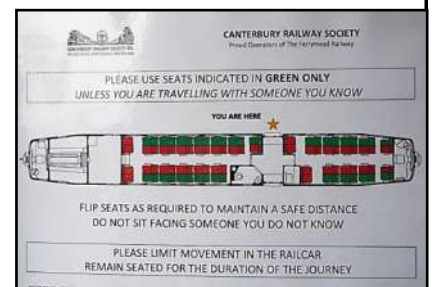 CANTERBURY RAILWAY SOCIETY
Proud Operators of The Ferrymead Railway
PLEASE USE SEATS INDICATED IN GREEN ONLY
UNLESS YOU ARE TRAVELLING WITH SOMEONE YOU KNOW
YOU ARE HERE
FLIP SEATS AS REQUIRED TO MAINTAIN A SAFE DISTANCE
DO NOT SIT FACING SOMEONE YOU DO NOT KNOW
PLEASE LIMIT MOVEMENT IN THE RAILCAR
REMAIN SEATED FOR THE DURATION OF THE JOURNEY